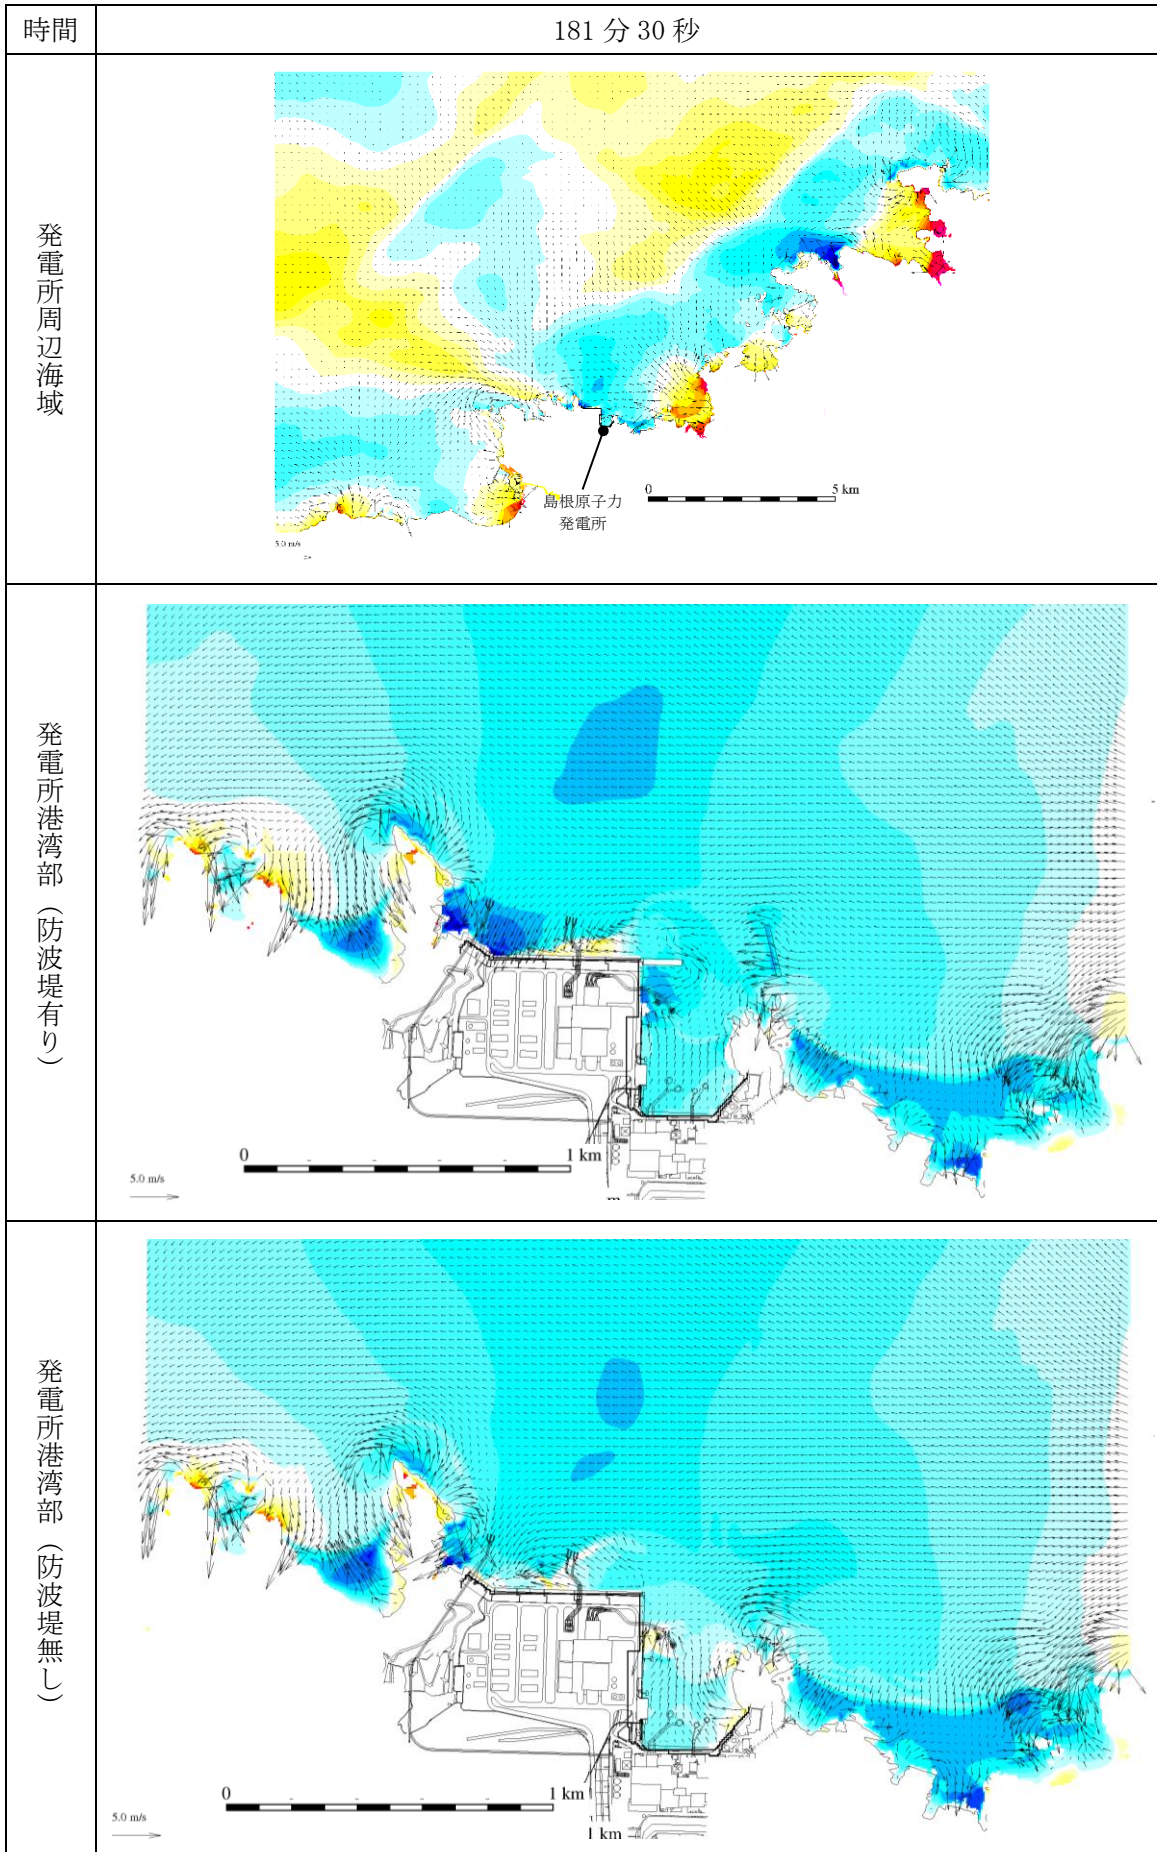 時間
181 分 30 秒
発電所周辺海域
島根原子力
発電所
0
5 km
5.0 m/s
発電所港湾部（防波堤有り）
0
1 km
5.0 m/s
発電所港湾部（防波堤無し）
0
1 km
5.0 m/s
1 km